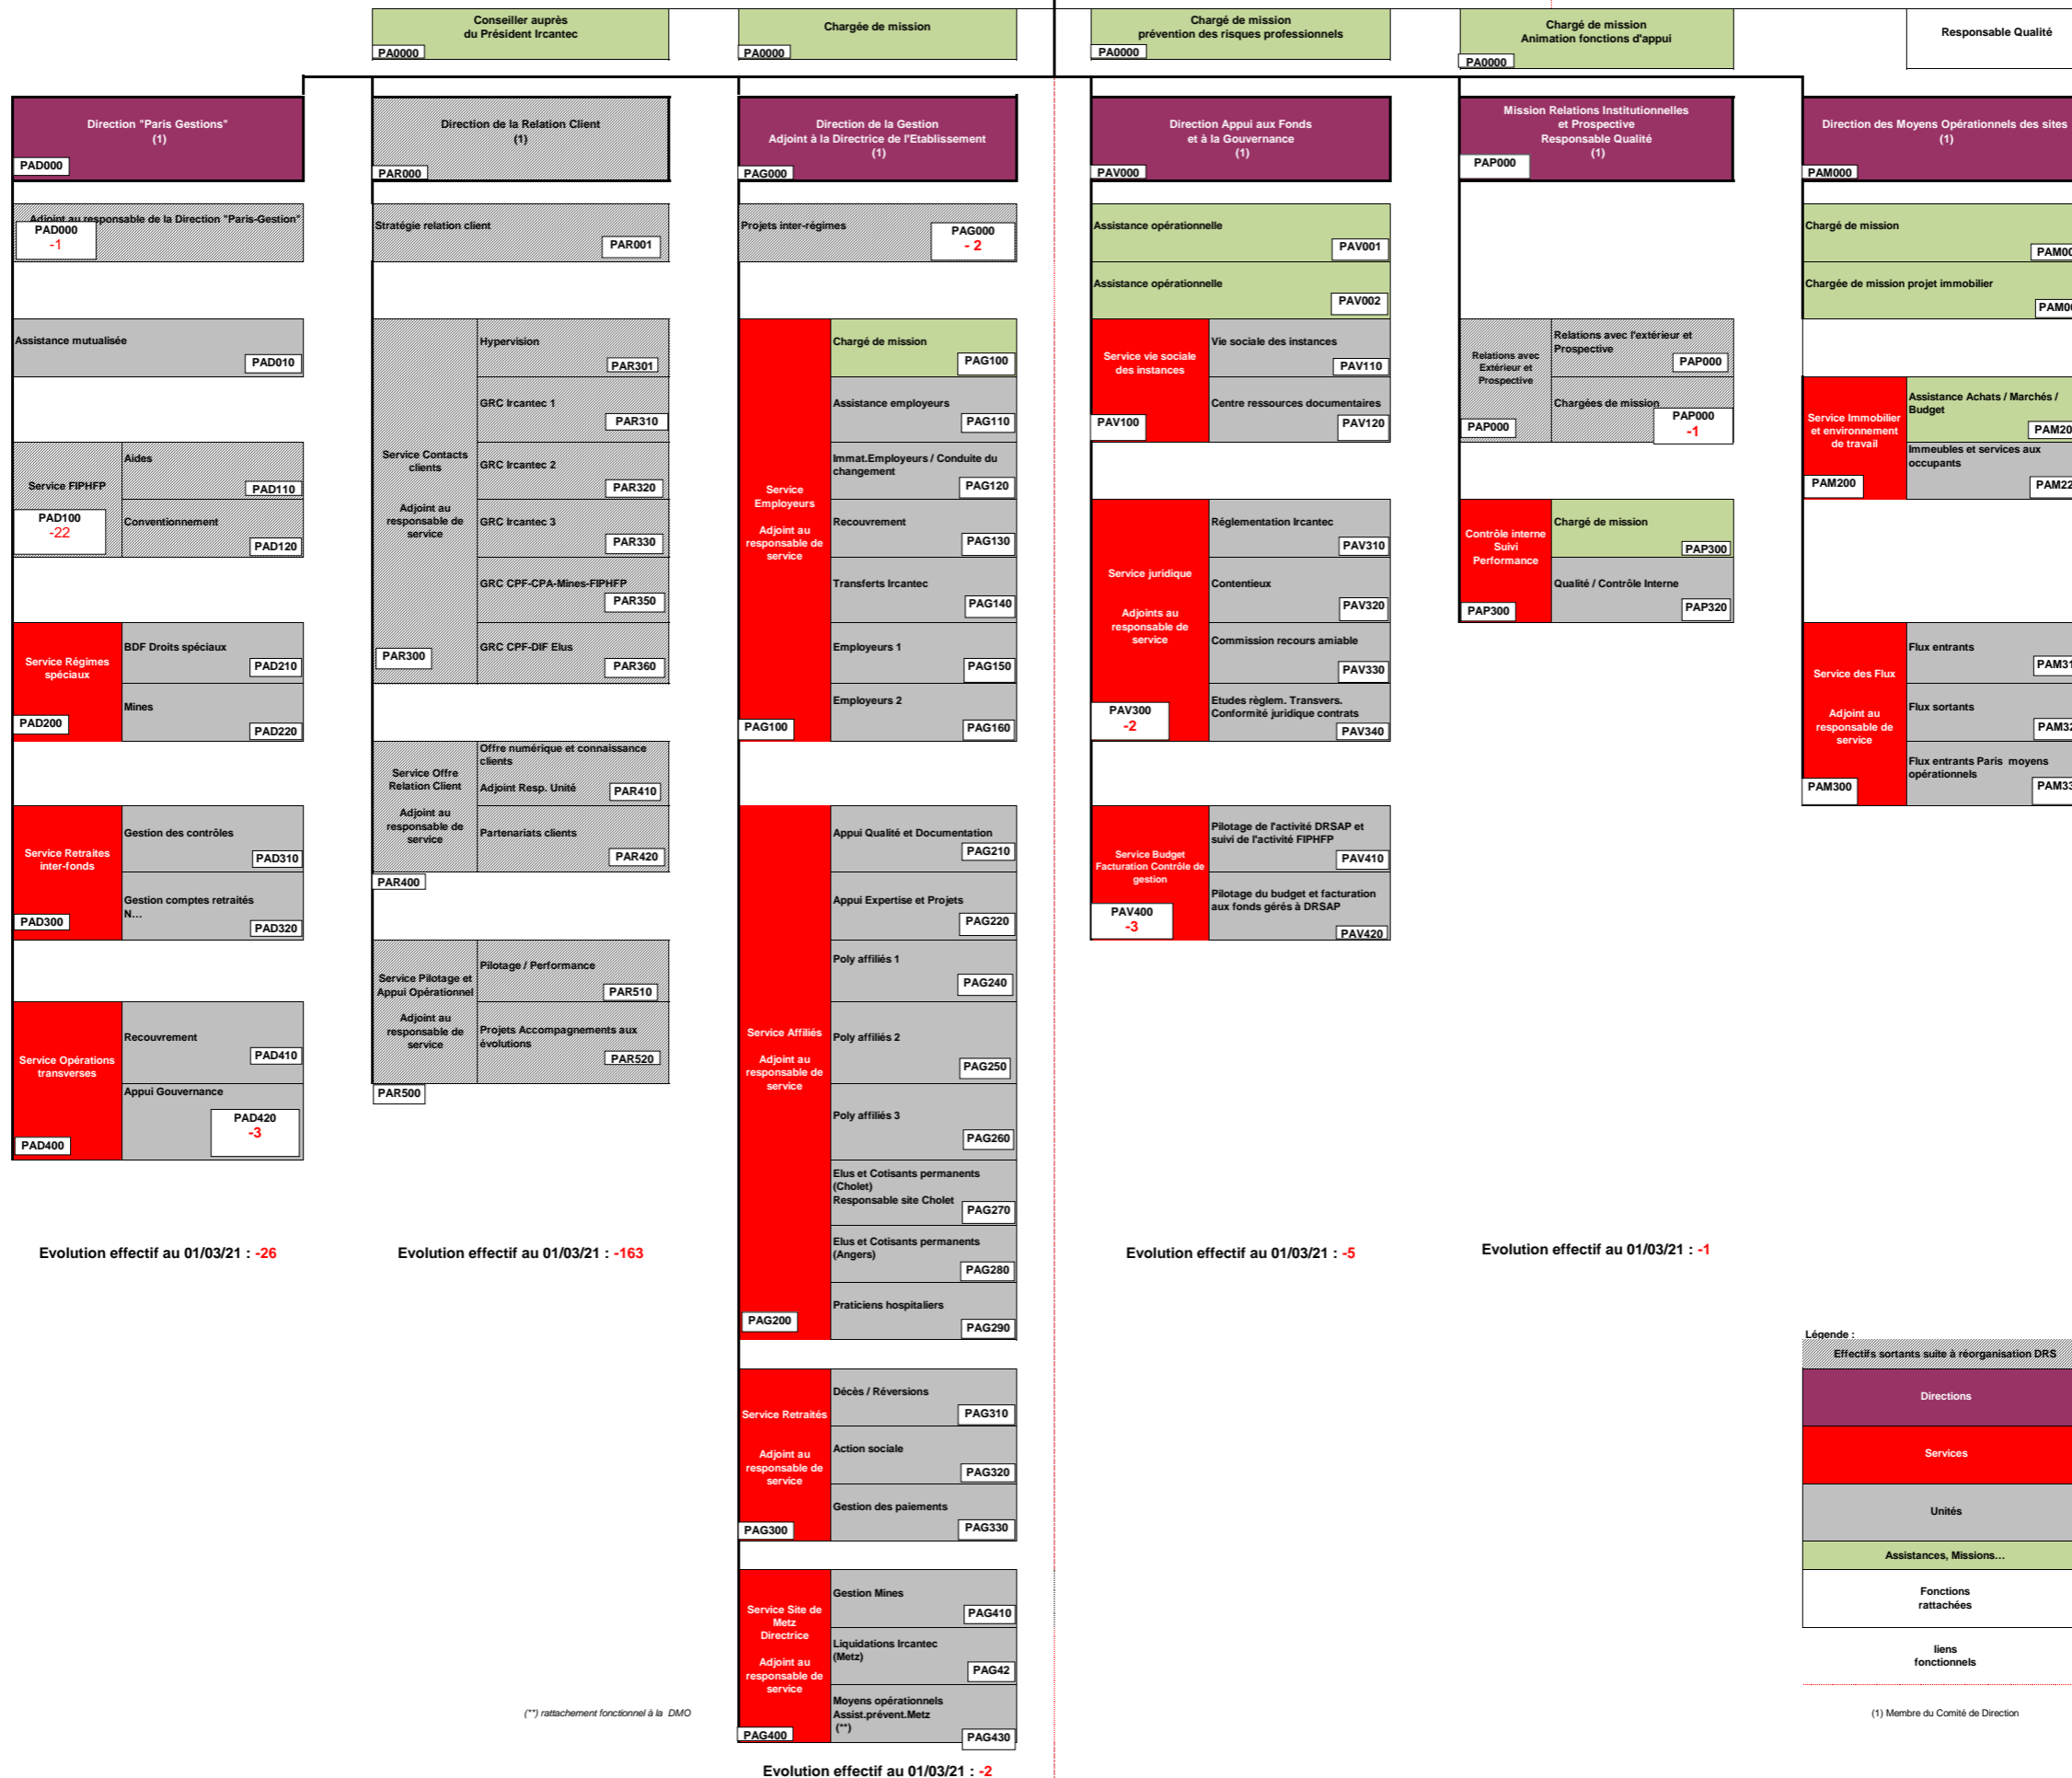 Conseiller auprès
du Président Ircantec
PA0000
Chargée de mission
PA0000
Chargé de mission
prévention des risques professionnels
PA0000
Chargé de mission
Animation fonctions d'appui
PA0000
Responsable Qualité
Direction "Paris Gestions"
(1)
PAD000
Adjoint au responsable de la Direction "Paris-Gestion"
PAD000
-1
Assistance mutualisée
PAD010
Service FIPHFP
PAD100
-22
Aides
PAD110
Conventionnement
PAD120
Service Régimes
spéciaux
PAD200
BDF Droits spéciaux
PAD210
Mines
PAD220
Service Retraites
inter-fonds
PAD300
Gestion des contrôles
PAD310
Gestion comptes retraités
N...
PAD320
Service Opérations
transverses
PAD400
Recouvrement
PAD410
Appui Gouvernance
PAD420
-3
Evolution effectif au 01/03/21 : -26
Direction de la Relation Client
(1)
PAR000
Stratégie relation client
PAR001
Service Contacts
clients
Adjoint au
responsable de
service
PAR300
Hypervision
PAR301
GRC Ircantec 1
PAR310
GRC Ircantec 2
PAR320
GRC Ircantec 3
PAR330
GRC CPF-CPA-Mines-FIPHFP
PAR350
GRC CPF-DIF Elus
PAR360
Service Offre
Relation Client
Adjoint au
responsable de
service
PAR400
Offre numérique et connaissance
clients
Adjoint Resp. Unité
PAR410
Partenariats clients
PAR420
Service Pilotage et
Appui Opérationnel
Adjoint au
responsable de
service
PAR500
Pilotage / Performance
PAR510
Projets Accompagnements aux
évolutions
PAR520
Evolution effectif au 01/03/21 : -163
(**) rattachement fonctionnel à la DMO
Direction de la Gestion
Adjoint à la Directrice de l'Etablissement
(1)
PAG000
Projets inter-régimes
PAG000
- 2
Service
Employeurs
Adjoint au
responsable de
service
PAG100
Chargé de mission
PAG100
Assistance employeurs
PAG110
Immat.Employeurs / Conduite du
changement
PAG120
Recouvrement
PAG130
Transferts Ircantec
PAG140
Employeurs 1
PAG150
Employeurs 2
PAG160
Service Affiliés
Adjoint au
responsable de
service
PAG200
Appui Qualité et Documentation
PAG210
Appui Expertise et Projets
PAG220
Poly affiliés 1
PAG240
Poly affiliés 2
PAG250
Poly affiliés 3
PAG260
Elus et Cotisants permanents
(Cholet)
Responsable site Cholet
PAG270
Elus et Cotisants permanents
(Angers)
PAG280
Praticiens hospitaliers
PAG290
Service Retraités
Adjoint au
responsable de
service
PAG300
Décès / Réversions
PAG310
Action sociale
PAG320
Gestion des paiements
PAG330
Service Site de
Metz
Directrice
Adjoint au
responsable de
service
PAG400
Gestion Mines
PAG410
Liquidations Ircantec
(Metz)
PAG42
Moyens opérationnels
Assist.prévent.Metz
(**)
PAG430
Evolution effectif au 01/03/21 : -2
Direction Appui aux Fonds
et à la Gouvernance
(1)
PAV000
Assistance opérationnelle
PAV001
Assistance opérationnelle
PAV002
Service vie sociale
des instances
PAV100
Vie sociale des instances
PAV110
Centre ressources documentaires
PAV120
Service juridique
Adjoints au
responsable de
service
PAV300
-2
Réglementation Ircantec
PAV310
Contentieux
PAV320
Commission recours amiable
PAV330
Etudes règlem. Transvers.
Conformité juridique contrats
PAV340
Service Budget
Facturation Contrôle de
gestion
PAV400
-3
Pilotage de l'activité DRSAP et
suivi de l'activité FIPHFP
PAV410
Pilotage du budget et facturation
aux fonds gérés à DRSAP
PAV420
Evolution effectif au 01/03/21 : -5
Mission Relations Institutionnelles
et Prospective
Responsable Qualité
(1)
PAP000
Relations avec
Extérieur et
Prospective
PAP000
Relations avec l'extérieur et
Prospective
PAP000
Chargées de mission
PAP000
-1
Contrôle interne
Suivi
Performance
PAP300
Chargé de mission
PAP300
Qualité / Contrôle Interne
PAP320
Evolution effectif au 01/03/21 : -1
Direction des Moyens Opérationnels des sites
(1)
PAM000
Chargé de mission
Chargée de mission projet immobilier
Service Immobilier
et environnement
de travail
PAM200
Assistance Achats / Marchés /
Budget
Immeubles et services aux
occupants
Service des Flux
Adjoint au
responsable de
service
PAM300
Flux entrants
Flux sortants
Flux entrants Paris moyens
opérationnels
Légende :
Effectifs sortants suite à réorganisation DRS
Directions
Services
Unités
Assistances, Missions...
Fonctions
rattachées
liens
fonctionnels
(1) Membre du Comité de Direction